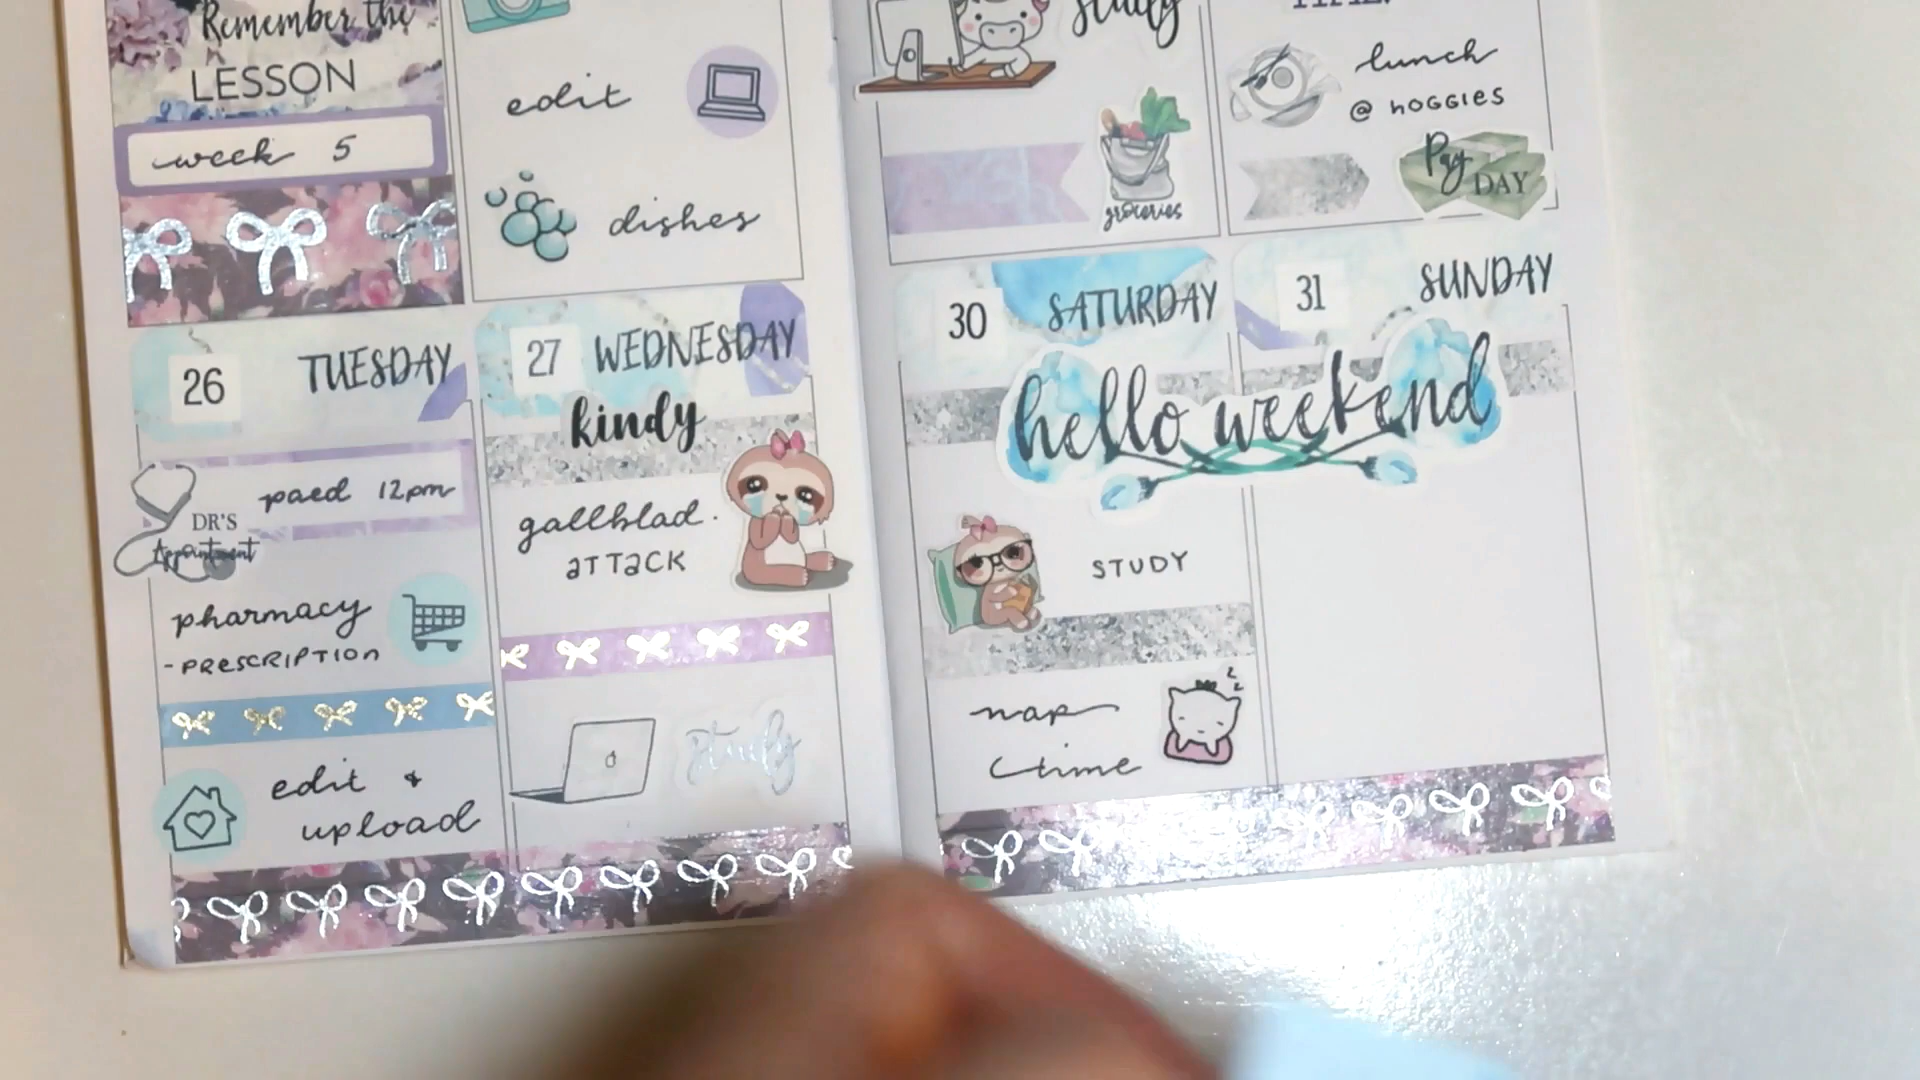 Remember the
LESSON
week 5
edit
dishes
26 TUESDAY
DR'S
Appointment
paed 12pm
pharmacy
- PRESCRIPTION
edit +
upload
27 WEDNESDAY
kindy
gallblad.
ATTACK
Study
study
groceries
lunch
@ HOGGIES
Pay
DAY
30 SATURDAY
31 SUNDAY
hello weekend
STUDY
nap
time
z
z